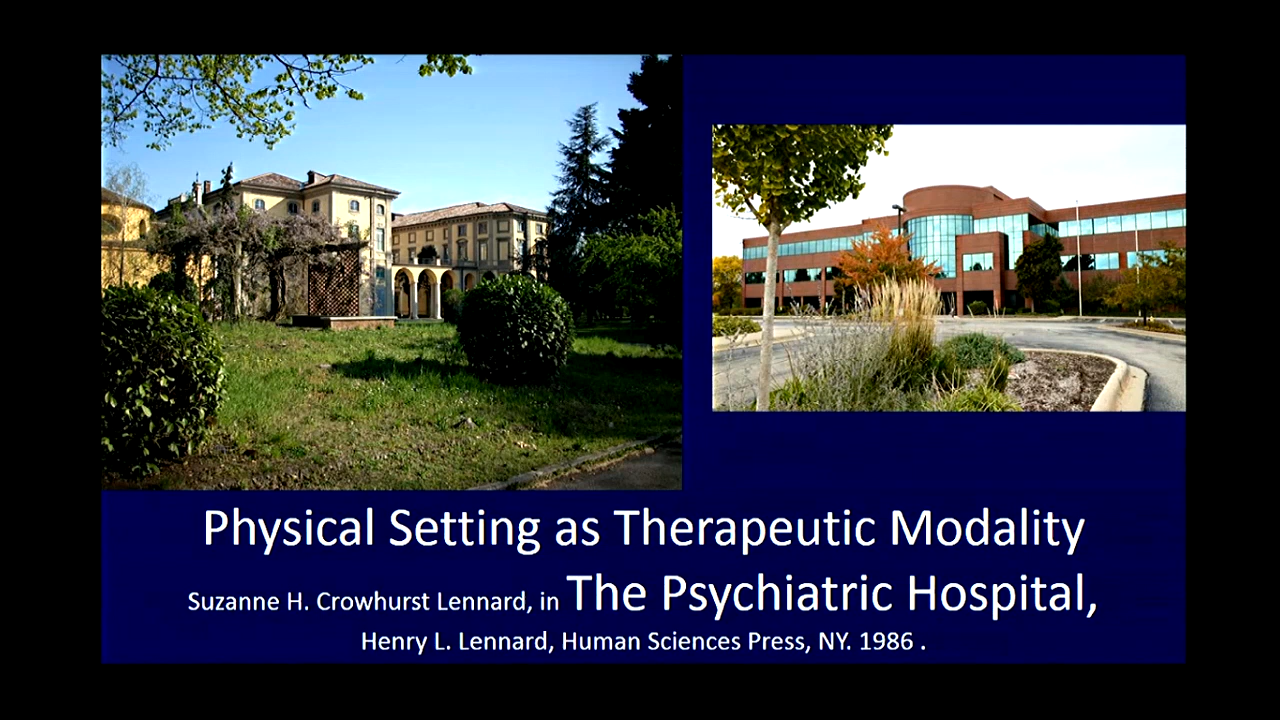 Physical Setting as Therapeutic Modality
Suzanne H. Crowhurst Lennard, in The Psychiatric Hospital,
Henry L. Lennard, Human Sciences Press, NY. 1986 .